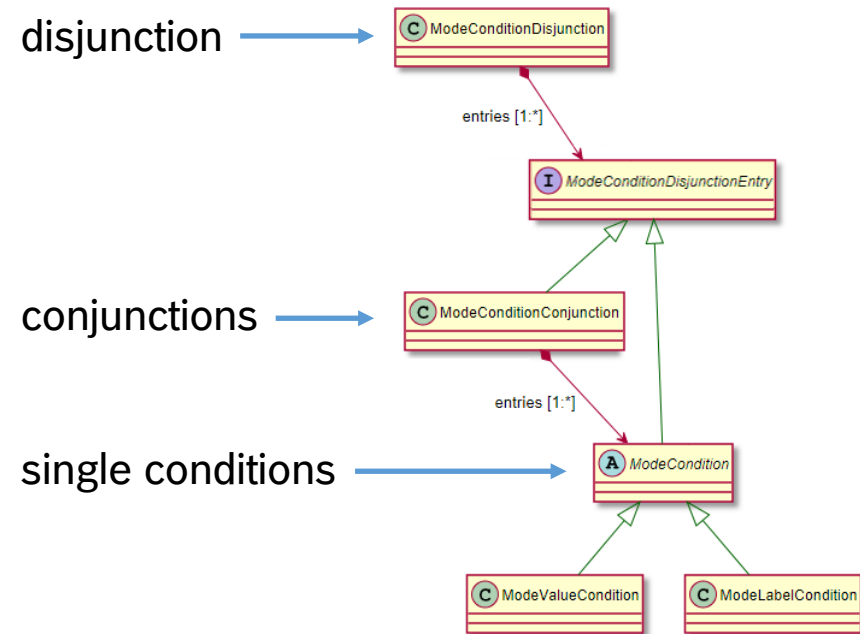 disjunction
C ModeConditionDisjunction
entries [1:*]
I ModeConditionDisjunctionEntry
conjunctions
C ModeConditionConjunction
entries [1:*]
single conditions
A ModeCondition
C ModeValueCondition
C ModeLabelCondition